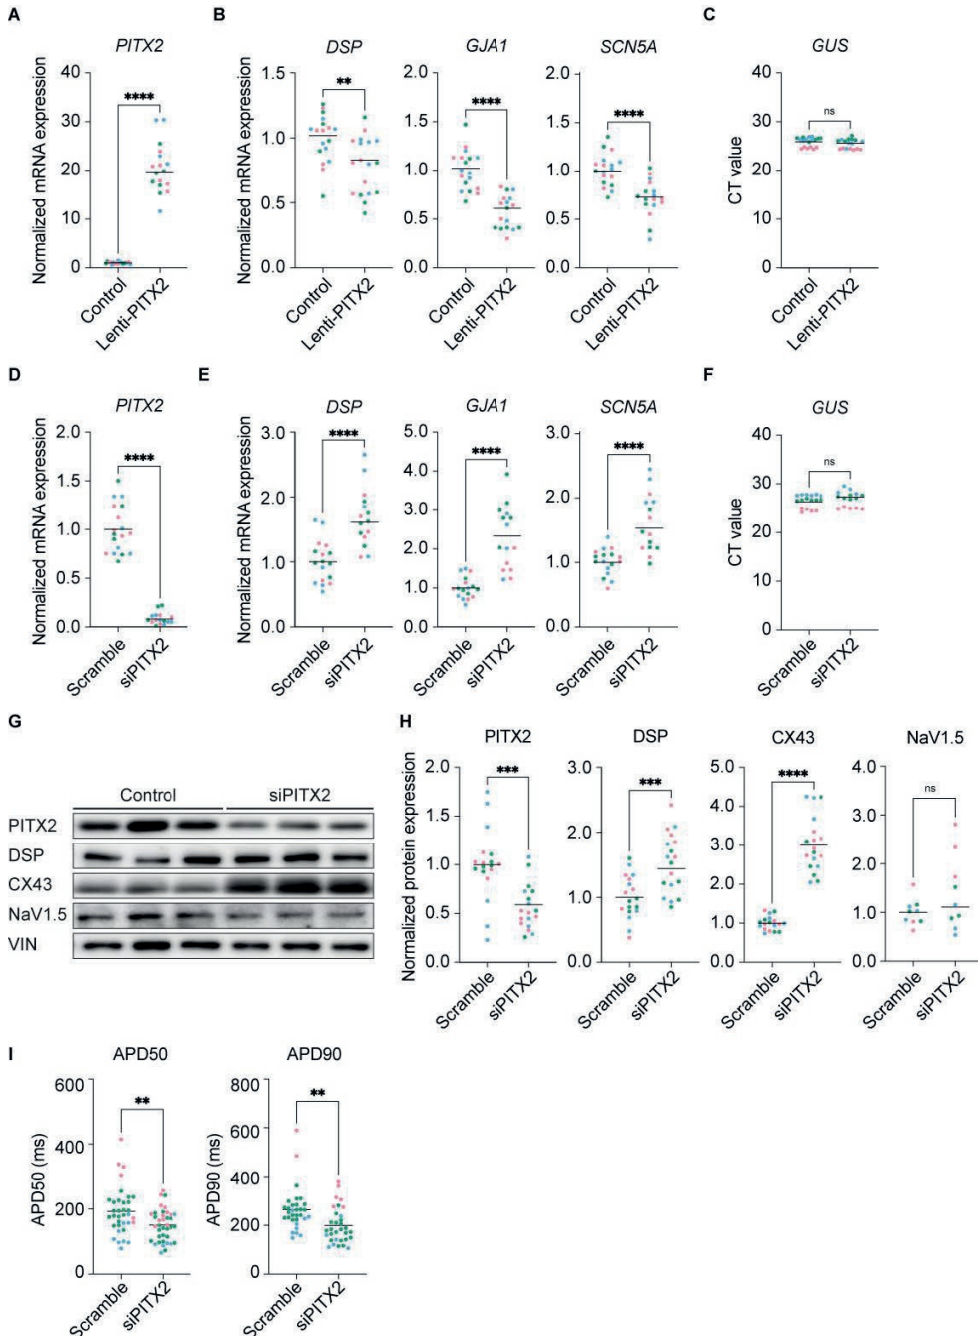 A
B
C
PITX2
DSP
GJA1
SCN5A
GUS
Normalized mRNA expression
40
30
20
10
0
****
Control
Lenti-PITX2
Normalized mRNA expression
1.5
1.0
0.5
0.0
**
Control
Lenti-PITX2
2.0
1.5
1.0
0.5
0.0
****
Control
Lenti-PITX2
2.0
1.5
1.0
0.5
0.0
****
Control
Lenti-PITX2
CT value
40
30
20
10
0
ns
Control
Lenti-PITX2
D
E
F
PITX2
DSP
GJA1
SCN5A
GUS
Normalized mRNA expression
2.0
1.5
1.0
0.5
0.0
****
Scramble
siPITX2
Normalized mRNA expression
3.0
2.0
1.0
0.0
****
Scramble
siPITX2
5.0
4.0
3.0
2.0
1.0
0.0
****
Scramble
siPITX2
3.0
2.0
1.0
0.0
****
Scramble
siPITX2
CT value
40
30
20
10
0
ns
Scramble
siPITX2
G
Control siPITX2
PITX2
DSP
CX43
NaV1.5
VIN
H
PITX2
DSP
CX43
NaV1.5
Normalized protein expression
2.0
1.5
1.0
0.5
0.0
***
Scramble
siPITX2
3.0
2.0
1.0
0.0
***
Scramble
siPITX2
5.0
4.0
3.0
2.0
1.0
0.0
****
Scramble
siPITX2
4.0
3.0
2.0
1.0
0.0
ns
Scramble
siPITX2
I
APD50
APD90
APD50 (ms)
600
400
200
0
**
Scramble
siPITX2
APD90 (ms)
800
600
400
200
0
**
Scramble
siPITX2